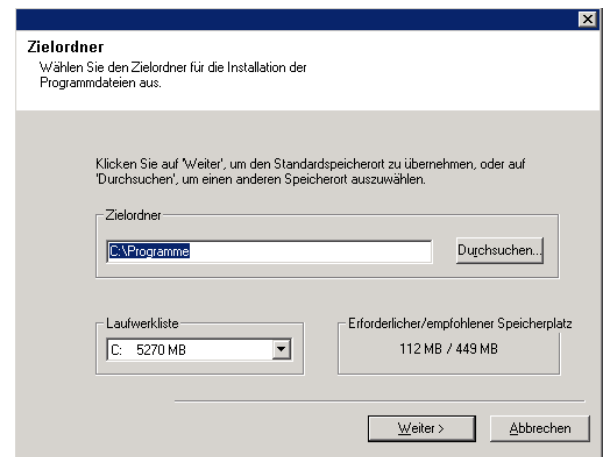 Zielordner
Wählen Sie den Zielordner für die Installation der
Programmdateien aus.
Klicken Sie auf 'Weiter', um den Standardspeicherort zu übernehmen, oder auf
'Durchsuchen', um einen anderen Speicherort auszuwählen.
Zielordner
C:\Programme
Durchsuchen...
Laufwerkliste
C: 5270 MB
Erforderlicher/empfohlener Speicherplatz
112 MB / 449 MB
Weiter >
Abbrechen